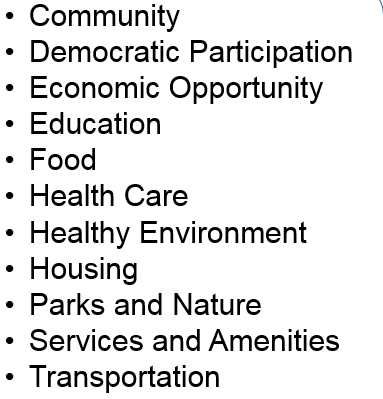 • Community
• Democratic Participation
• Economic Opportunity
• Education
• Food
• Health Care
• Healthy Environment
• Housing
• Parks and Nature
• Services and Amenities
• Transportation